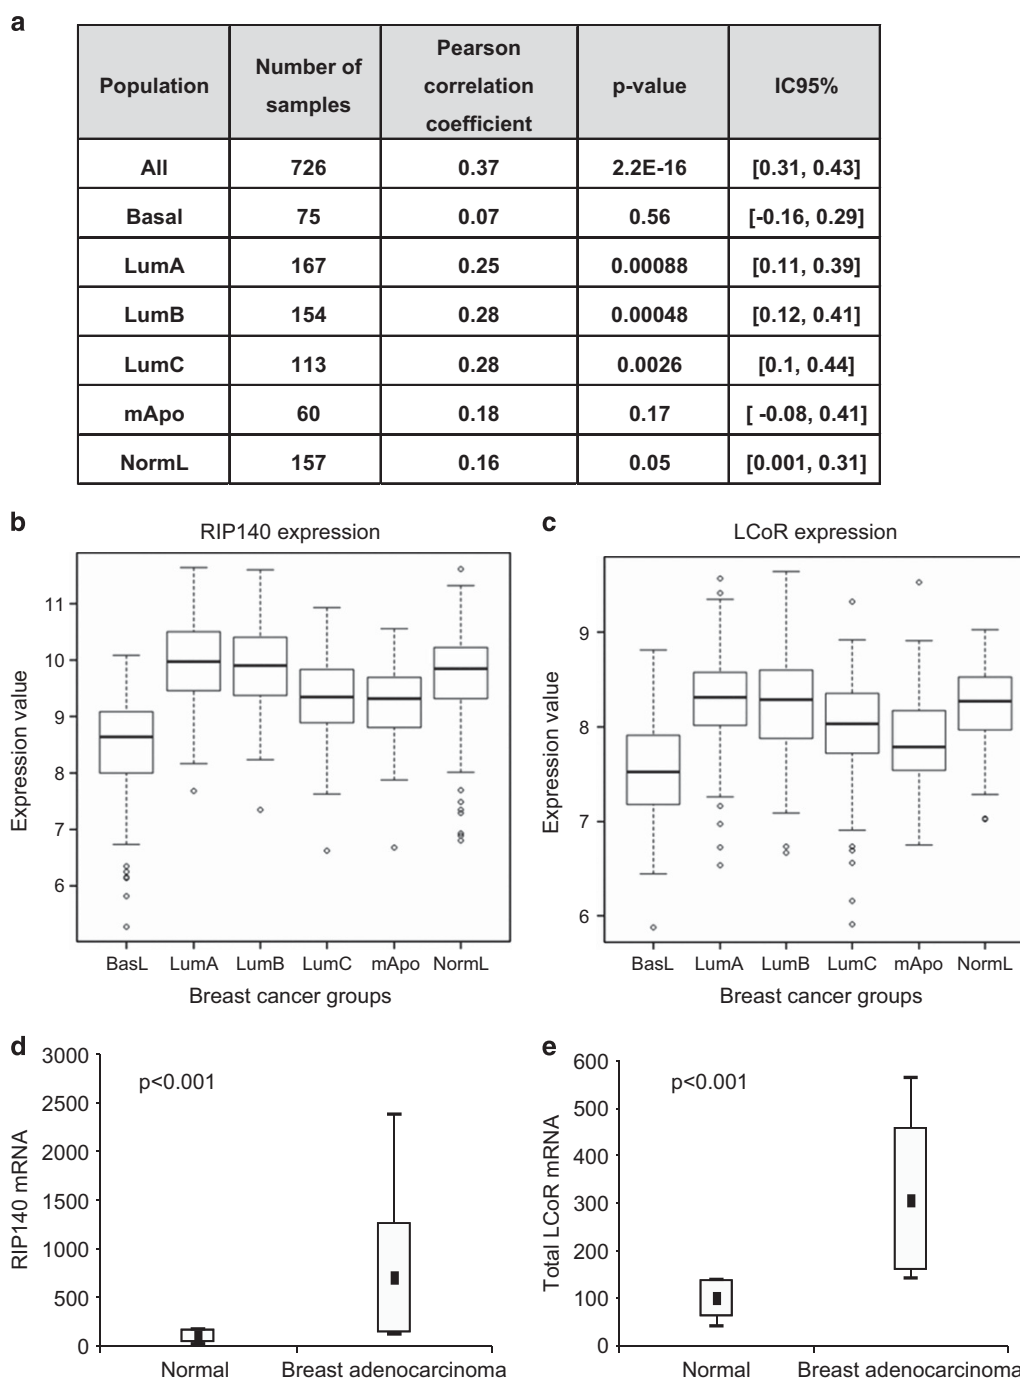 a
Population Number of samples Pearson correlation coefficient p-value IC95%
All 726 0.37 2.2E-16 [0.31, 0.43]
Basal 75 0.07 0.56 [-0.16, 0.29]
LumA 167 0.25 0.00088 [0.11, 0.39]
LumB 154 0.28 0.00048 [0.12, 0.41]
LumC 113 0.28 0.0026 [0.1, 0.44]
mApo 60 0.18 0.17 [ -0.08, 0.41]
NormL 157 0.16 0.05 [0.001, 0.31]
b
RIP140 expression
Expression value
11
10
9
8
7
6
BasL LumA LumB LumC mApo NormL
Breast cancer groups
c
LCoR expression
Expression value
9
8
7
6
BasL LumA LumB LumC mApo NormL
Breast cancer groups
d
RIP140 mRNA
3000
2500
2000
1500
1000
500
0
p<0.001
Normal Breast adenocarcinoma
e
Total LCoR mRNA
600
500
400
300
200
100
0
p<0.001
Normal Breast adenocarcinoma